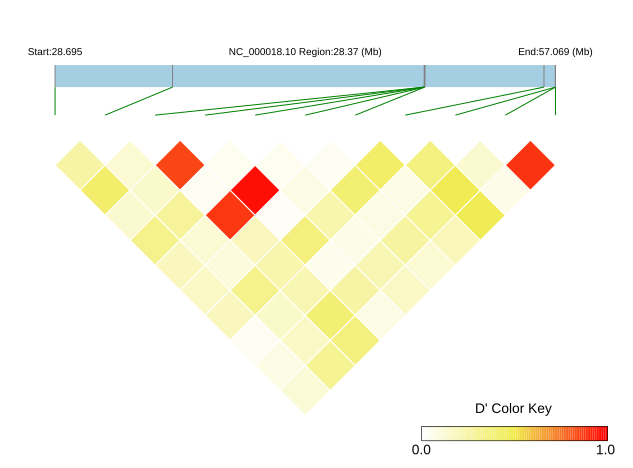 Start:28.695 NC_000018.10 Region:28.37 (Mb) End:57.069 (Mb)
D' Color Key
0.0 1.0